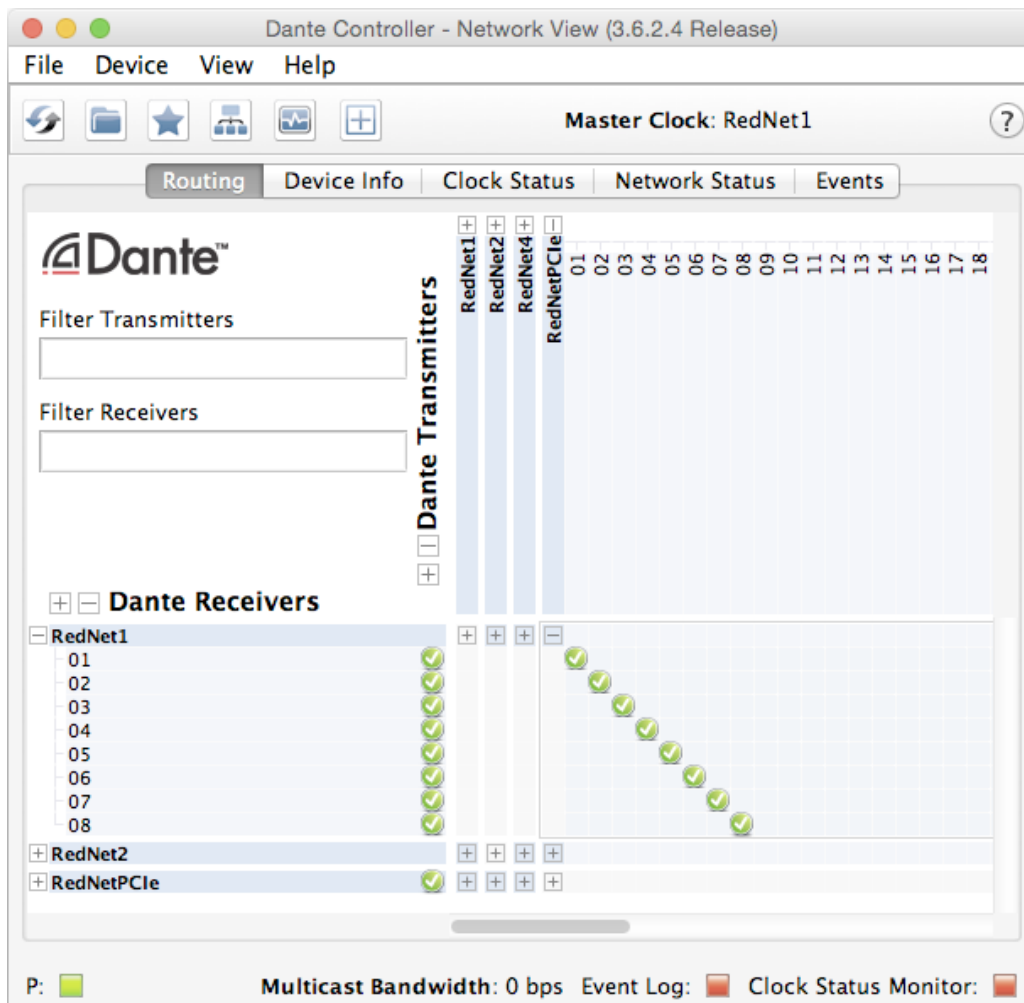 Dante Controller - Network View (3.6.2.4 Release)
File Device View Help
Master Clock: RedNet1
?
Routing Device Info Clock Status Network Status Events
Dante™
Filter Transmitters
Filter Receivers
Dante Transmitters
RedNet1
RedNet2
RedNet4
RedNetPCIe
01 02 03 04 05 06 07 08 09 10 11 12 13 14 15 16 17 18
Dante Receivers
RedNet1
01
02
03
04
05
06
07
08
RedNet2
RedNetPCIe
P: Multicast Bandwidth: 0 bps Event Log: Clock Status Monitor: